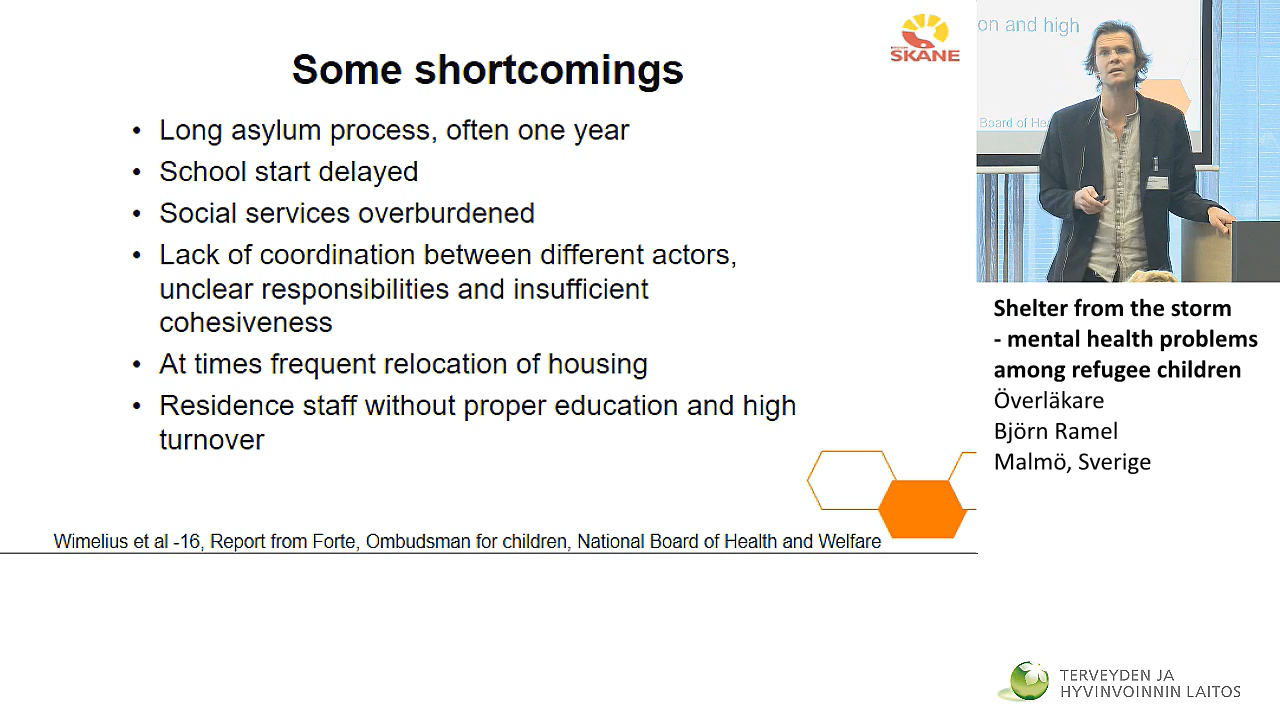 Some shortcomings
SKANE
• Long asylum process, often one year
• School start delayed
• Social services overburdened
• Lack of coordination between different actors,
unclear responsibilities and insufficient
cohesiveness
• At times frequent relocation of housing
• Residence staff without proper education and high
turnover
Wimelius et al -16, Report from Forte, Ombudsman for children, National Board of Health and Welfare
on and high
Board of Hea
Shelter from the storm
- mental health problems
among refugee children
Överläkare
Björn Ramel
Malmö, Sverige
TERVEYDEN JA
HYVINVOINNIN LAITOS